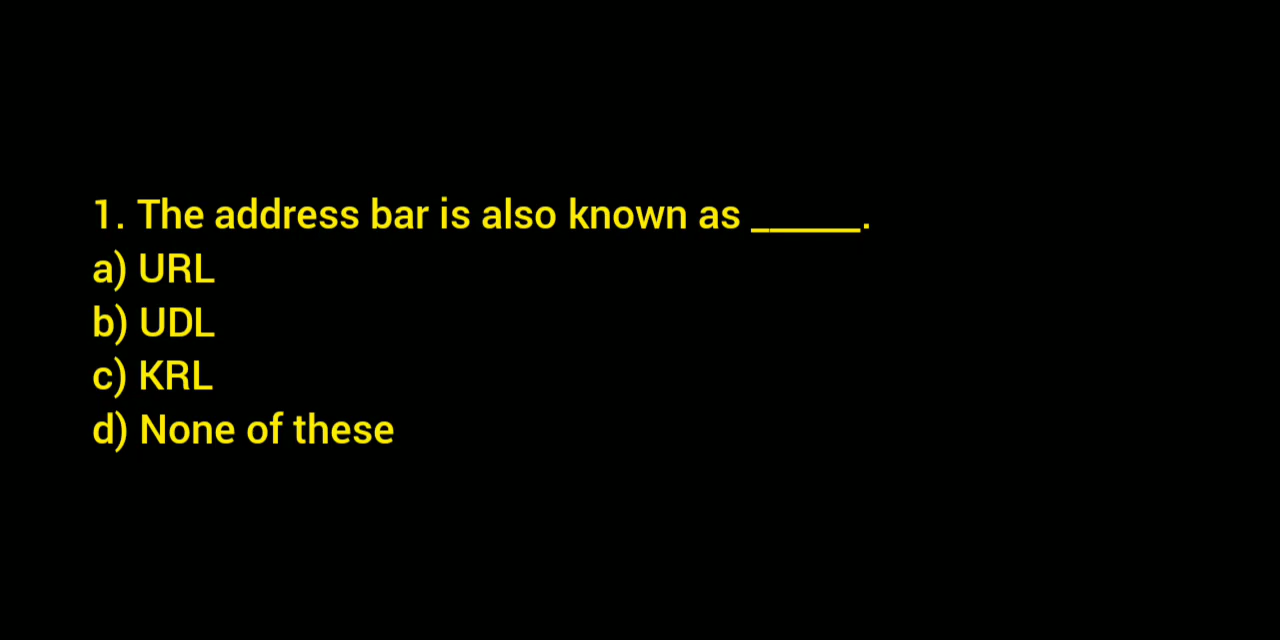 1. The address bar is also known as ______.
a) URL
b) UDL
c) KRL
d) None of these